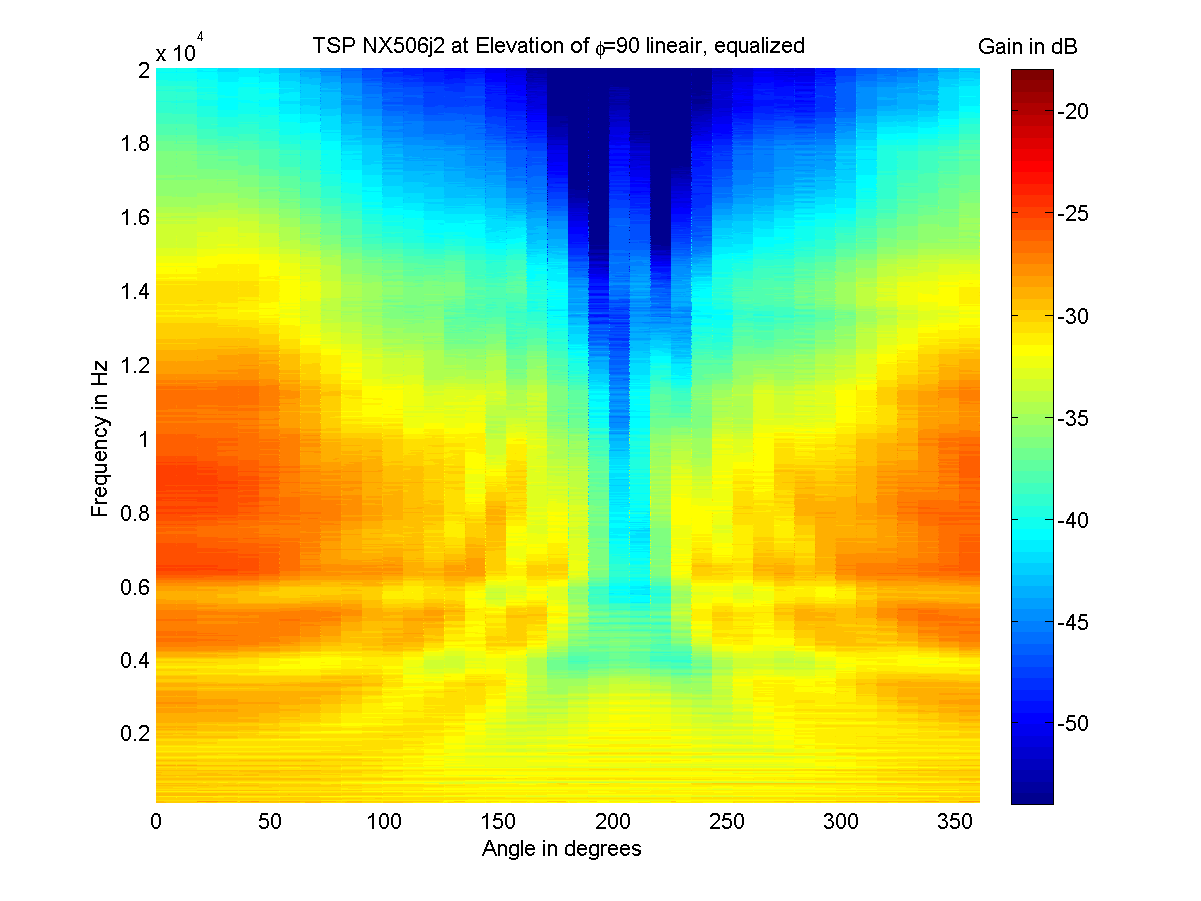 TSP NX506j2 at Elevation of ϕ=90 lineair, equalized
Gain in dB
x 10^4
2
1.8
1.6
1.4
1.2
1
0.8
0.6
0.4
0.2
Frequency in Hz
0 50 100 150 200 250 300 350
Angle in degrees
-20
-25
-30
-35
-40
-45
-50